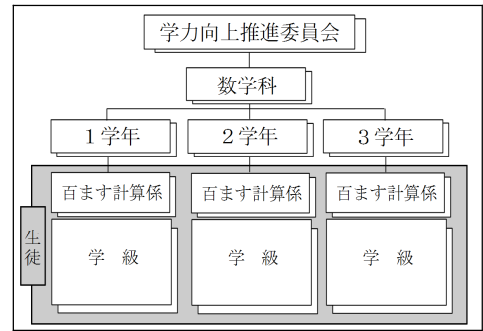 学力向上推進委員会
数学科
１学年
２学年
３学年
生徒
百ます計算係
百ます計算係
百ます計算係
学　級
学　級
学　級